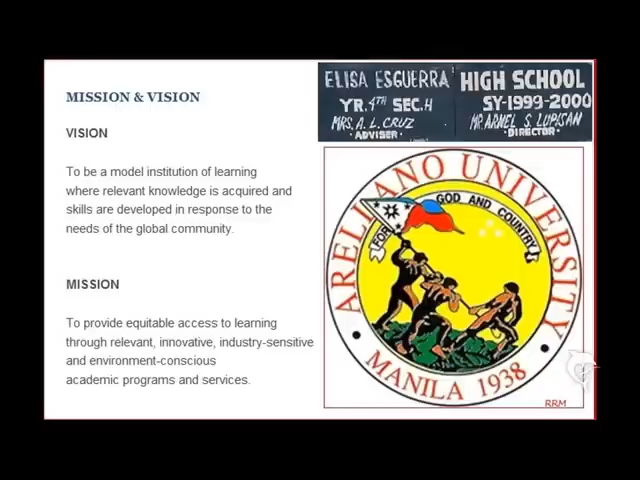 MISSION & VISION
VISION
To be a model institution of learning
where relevant knowledge is acquired and
skills are developed in response to the
needs of the global community.
MISSION
To provide equitable access to learning
through relevant, innovative, industry-sensitive
and environment-conscious
academic programs and services.
ELISA ESGUERRA
YR. 4TH SEC. H
MRS. A. L. CRUZ
·ADVISER·
HIGH SCHOOL
SY-1999-2000
MR. ARNEL S. LUPISAN
·DIRECTOR·
ARELLANO UNIVERSITY
FOR GOD AND COUNTRY
MANILA 1938
RRM